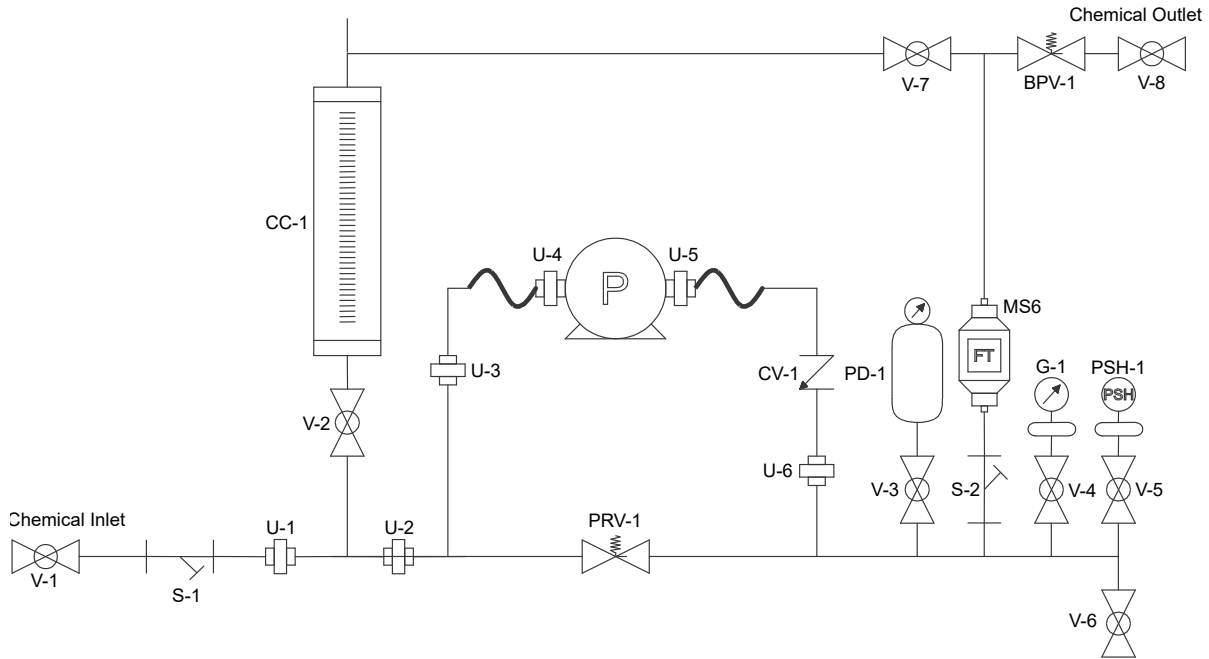 Chemical Outlet
V-7
BPV-1
V-8
CC-1
U-4
U-5
P
MS6
U-3
CV-1
PD-1
FT
G-1
PSH-1
PSH
V-2
U-6
V-3
S-2
V-4
V-5
Chemical Inlet
U-1
U-2
PRV-1
V-1
S-1
V-6